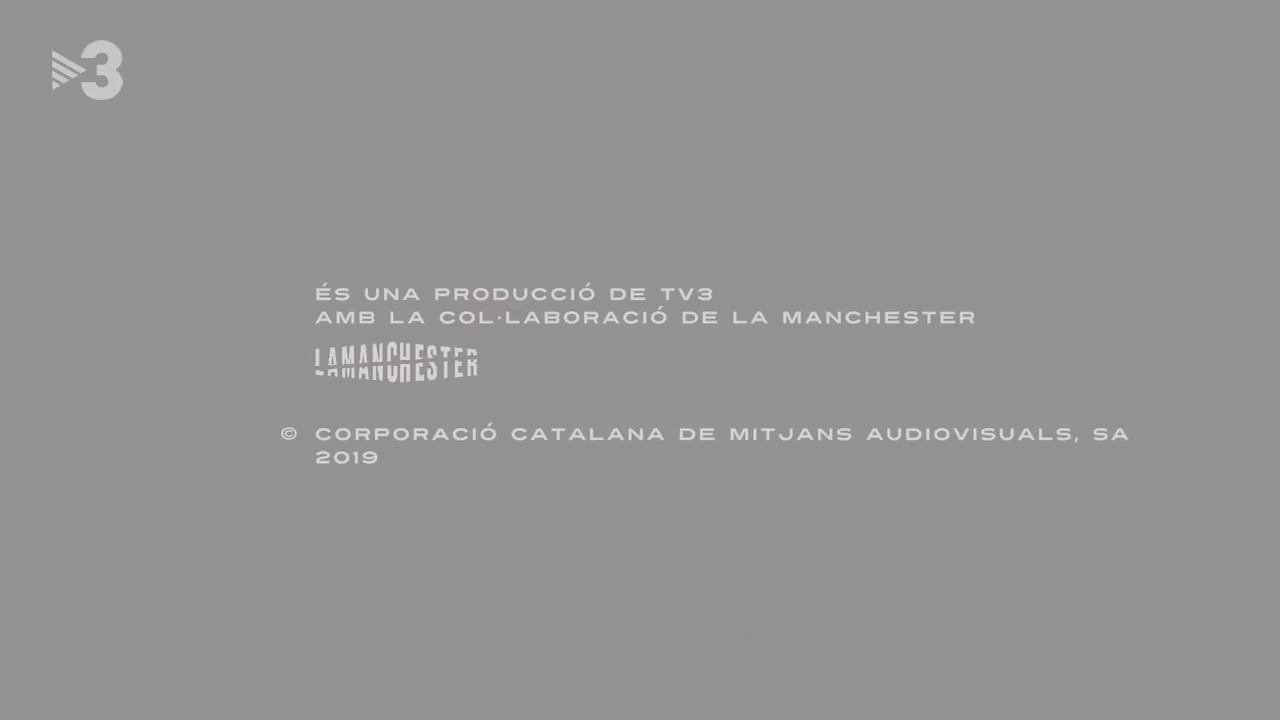 3
ÉS UNA PRODUCCIÓ DE TV3
AMB LA COL·LABORACIÓ DE LA MANCHESTER
LAMANCHESTER
© CORPORACIÓ CATALANA DE MITJANS AUDIOVISUALS, SA
2019